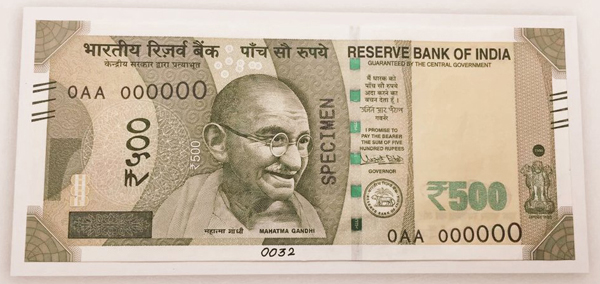 भारतीय रिज़र्व बैंक पाँच सौ रुपये RESERVE BANK OF INDIA
केन्द्रीय सरकार द्वारा प्रत्याभूत GUARANTEED BY THE CENTRAL GOVERNMENT
0AA 000000
₹५००
₹500
SPECIMEN
मैं धारक को
पाँच सौ रुपये
अदा करने का
वचन देता हूँ ।
गवर्नर
I PROMISE TO
PAY THE BEARER
THE SUM OF FIVE
HUNDRED RUPEES
GOVERNOR
₹500
0AA 000000
महात्मा गांधी MAHATMA GANDHI
0032